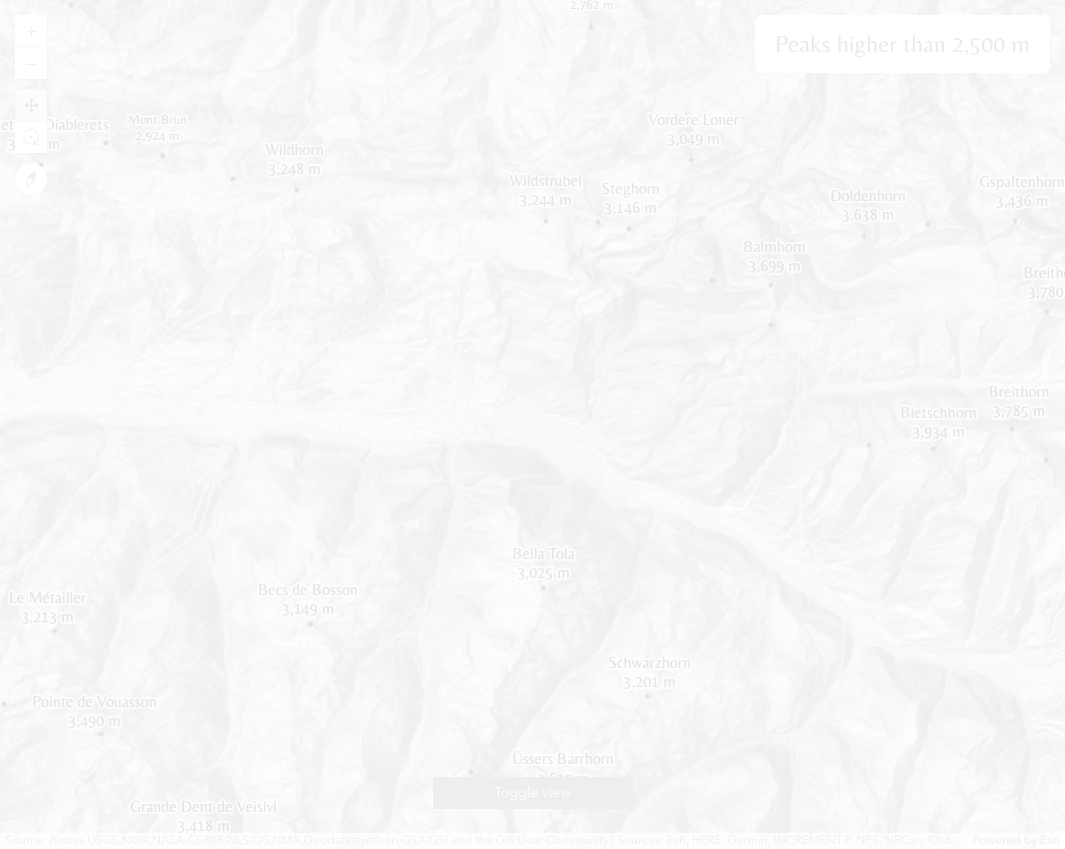 2,762 m
Peaks higher than 2,500 m
Diablerets
Mont Brun
2,924 m
Wildhorn
3,248 m
Vordere Loner
3,049 m
Wildstrubel
3,244 m
Steghorn
3,146 m
Doldenhorn
3,638 m
Gspaltenhorn
3,436 m
Balmhorn
3,699 m
Breitho
3,780
Breithorn
3,785 m
Bietschhorn
3,934 m
Bella Tola
3,025 m
Becs de Bosson
3,149 m
Le Métailler
3,213 m
Schwarzhorn
3,201 m
Pointe de Vouasson
3,490 m
Üssers Barrhorn
Toggle view
Grande Dent de Veisivi
3,418 m
Source: Airbus,USGS,NGA,NASA,CGIAR,NLS,OS,NMA,Geodatastyrelsen,GSA,GSI and the GIS User Community | Sources: Esri, HERE, Garmin, INCREMENT P, NPS, NRCan, Ord...
Powered by Esri